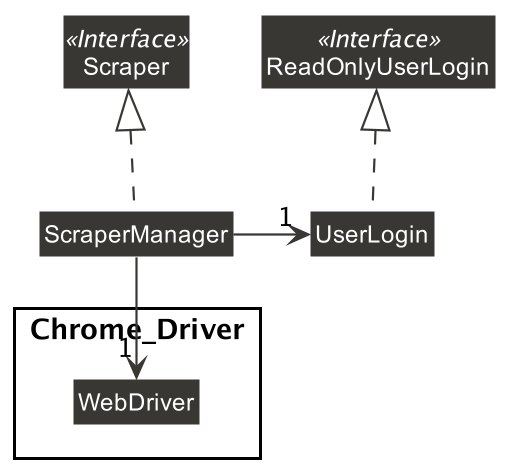 «Interface»
Scraper
«Interface»
ReadOnlyUserLogin
ScraperManager
1
UserLogin
Chrome_Driver
1
WebDriver